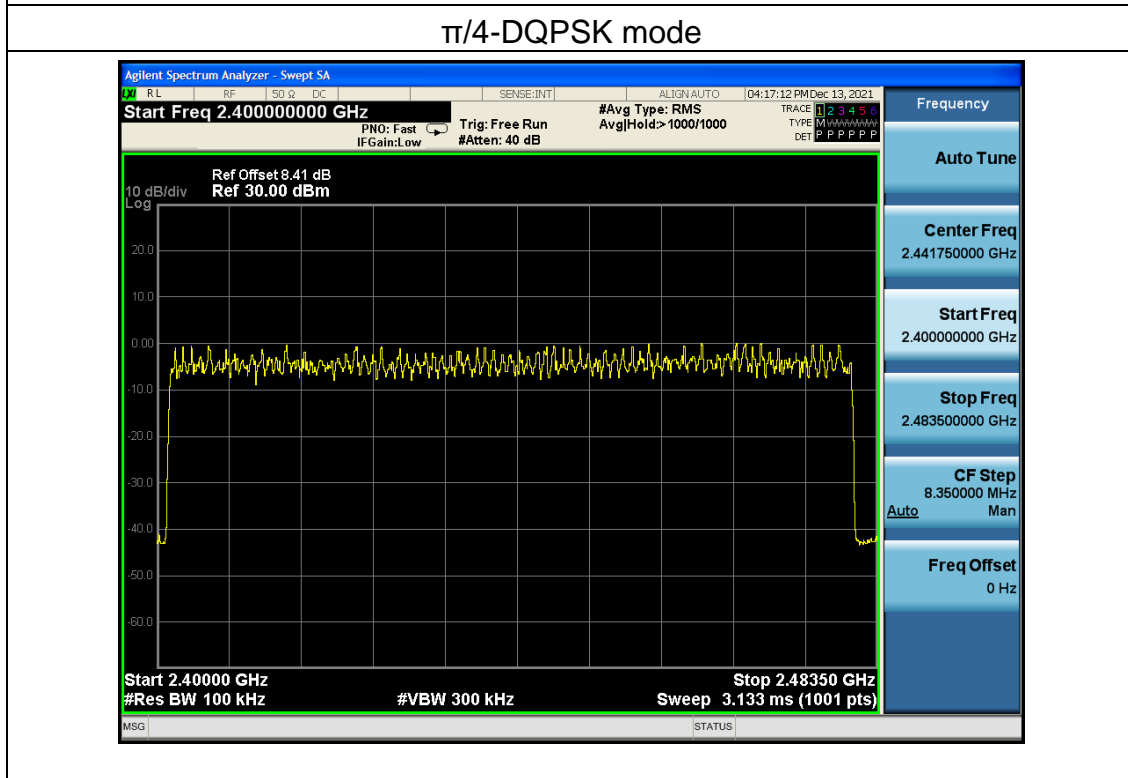 π/4-DQPSK mode
Agilent Spectrum Analyzer - Swept SA
LXI RL RF 50 Ω DC SENSE:INT ALIGN AUTO 04:17:12 PM Dec 13, 2021
Start Freq 2.400000000 GHz
PNO: Fast
IFGain:Low
Trig: Free Run
#Atten: 40 dB
#Avg Type: RMS
Avg|Hold:>1000/1000
TRACE 1 2 3 4 5 6
TYPE M WWWWW
DET P P P P P P
Ref Offset 8.41 dB
10 dB/div Ref 30.00 dBm
Log
20.0
10.0
0.00
-10.0
-20.0
-30.0
-40.0
-50.0
-60.0
Start 2.40000 GHz Stop 2.48350 GHz
#Res BW 100 kHz #VBW 300 kHz Sweep 3.133 ms (1001 pts)
MSG STATUS
Frequency
Auto Tune
Center Freq
2.441750000 GHz
Start Freq
2.400000000 GHz
Stop Freq
2.483500000 GHz
CF Step
8.350000 MHz
Auto Man
Freq Offset
0 Hz